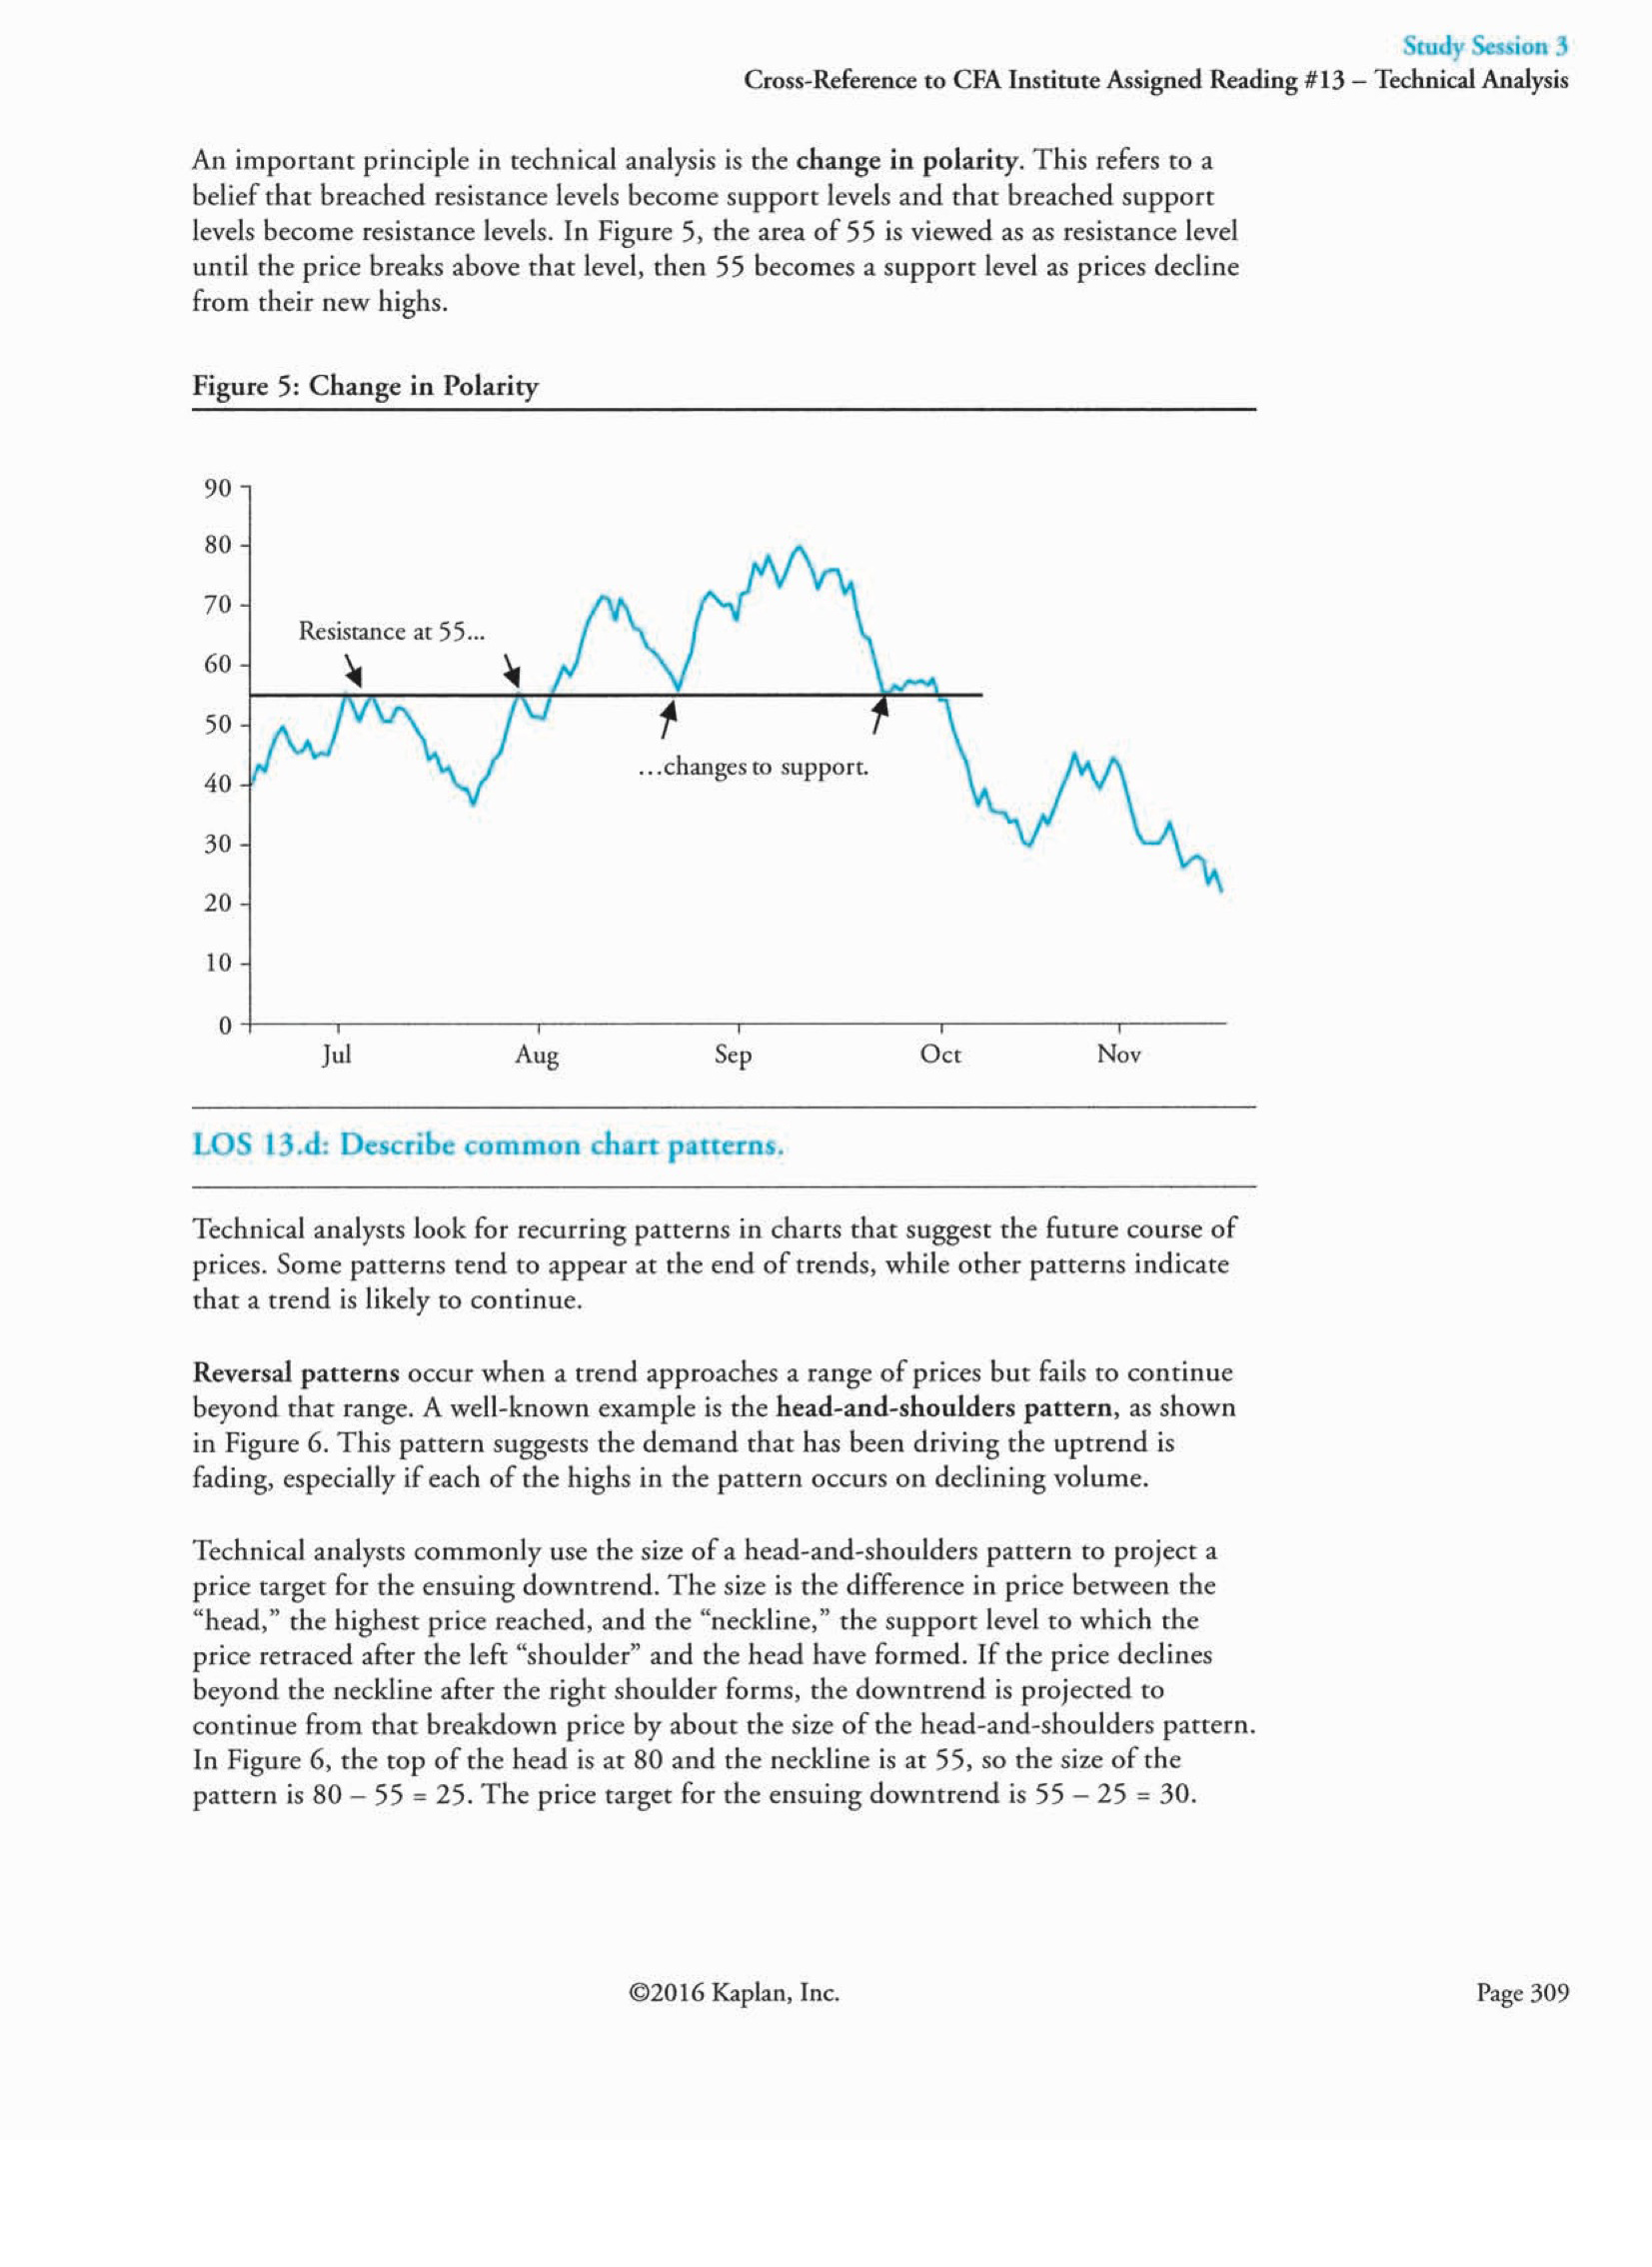 Study Session 3
Cross-Reference to CFA Institute Assigned Reading #13 – Technical Analysis
An important principle in technical analysis is the change in polarity. This refers to a
belief that breached resistance levels become support levels and that breached support
levels become resistance levels. In Figure 5, the area of 55 is viewed as as resistance level
until the price breaks above that level, then 55 becomes a support level as prices decline
from their new highs.
Figure 5: Change in Polarity
90
80
70
Resistance at 55...
60
50
...changes to support.
40
30
20
10
0
Jul Aug Sep Oct Nov
LOS 13.d: Describe common chart patterns.
Technical analysts look for recurring patterns in charts that suggest the future course of
prices. Some patterns tend to appear at the end of trends, while other patterns indicate
that a trend is likely to continue.
Reversal patterns occur when a trend approaches a range of prices but fails to continue
beyond that range. A well-known example is the head-and-shoulders pattern, as shown
in Figure 6. This pattern suggests the demand that has been driving the uptrend is
fading, especially if each of the highs in the pattern occurs on declining volume.
Technical analysts commonly use the size of a head-and-shoulders pattern to project a
price target for the ensuing downtrend. The size is the difference in price between the
“head,” the highest price reached, and the “neckline,” the support level to which the
price retraced after the left “shoulder” and the head have formed. If the price declines
beyond the neckline after the right shoulder forms, the downtrend is projected to
continue from that breakdown price by about the size of the head-and-shoulders pattern.
In Figure 6, the top of the head is at 80 and the neckline is at 55, so the size of the
pattern is 80 – 55 = 25. The price target for the ensuing downtrend is 55 – 25 = 30.
©2016 Kaplan, Inc.
Page 309